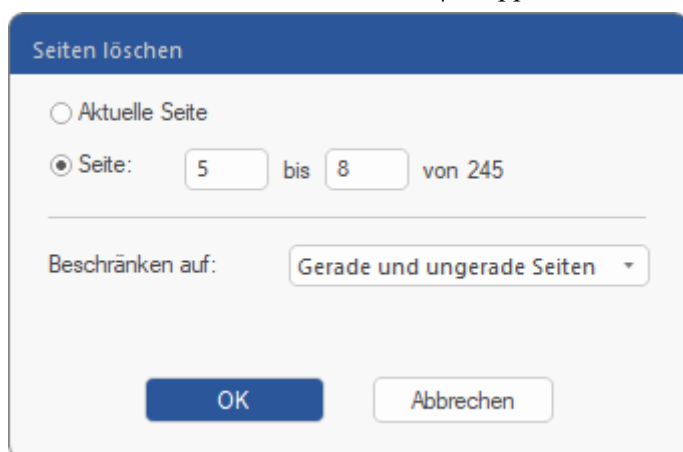 Seiten löschen
Aktuelle Seite
Seite: 5 bis 8 von 245
Beschränken auf: Gerade und ungerade Seiten
OK Abbrechen